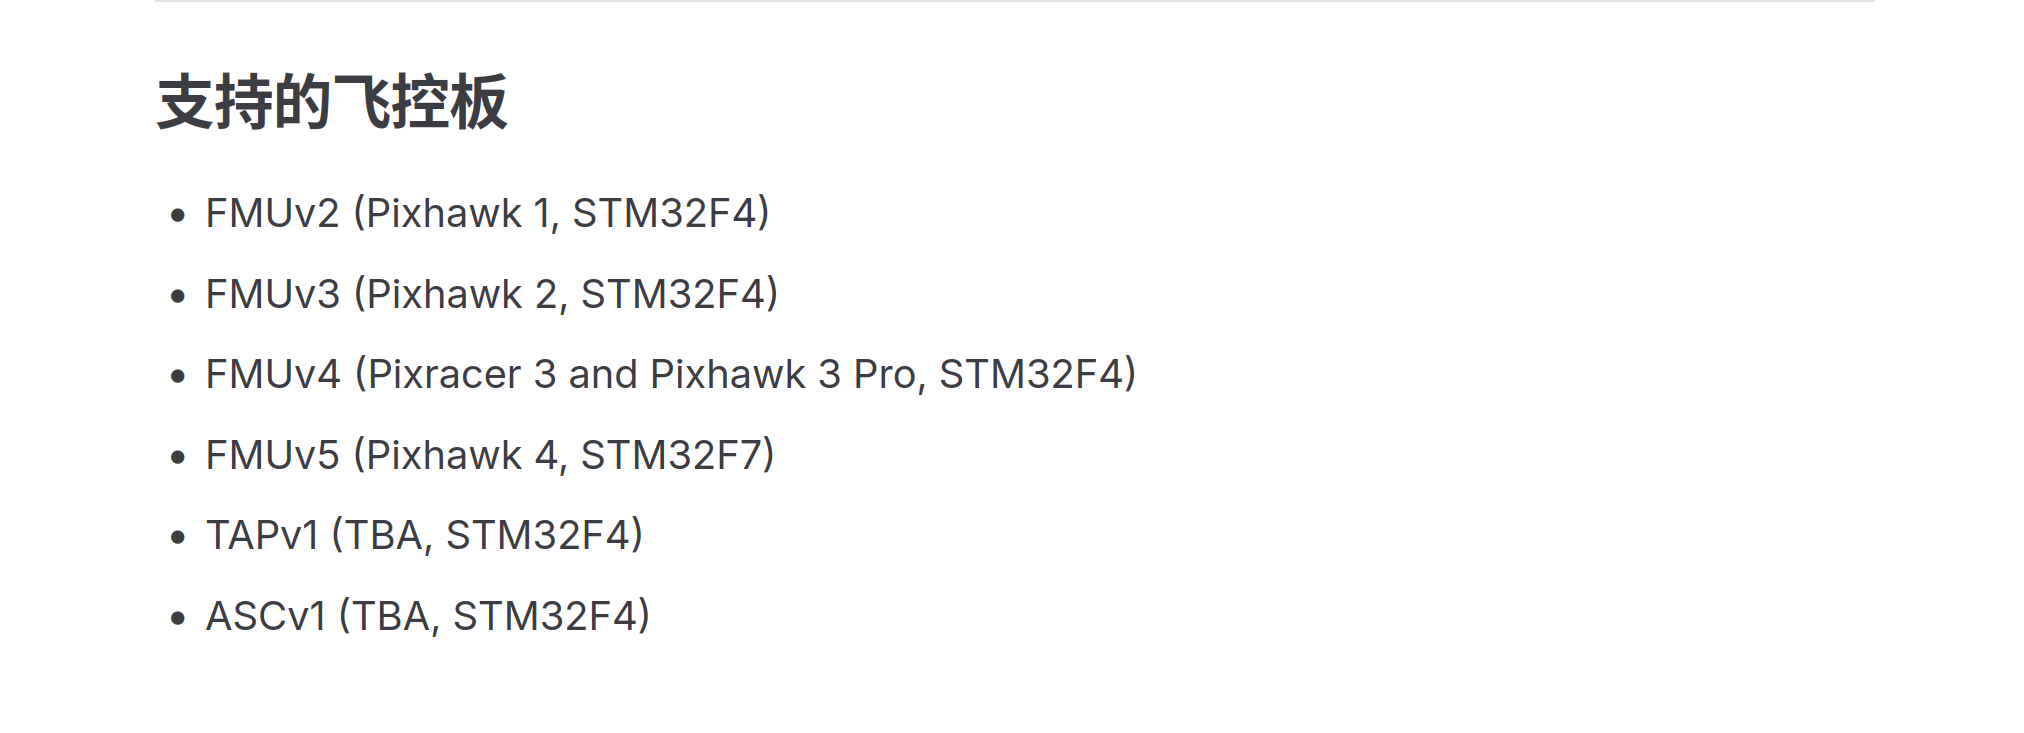 支持的飞控板
• FMUv2 (Pixhawk 1, STM32F4)
• FMUv3 (Pixhawk 2, STM32F4)
• FMUv4 (Pixracer 3 and Pixhawk 3 Pro, STM32F4)
• FMUv5 (Pixhawk 4, STM32F7)
• TAPv1 (TBA, STM32F4)
• ASCv1 (TBA, STM32F4)